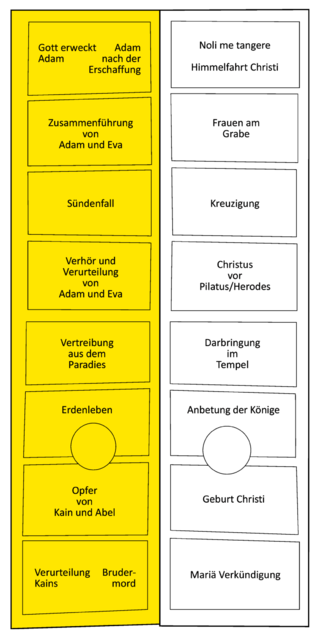 Gott erweckt Adam
Adam nach der
Erschaffung
Zusammenführung
von
Adam und Eva
Sündenfall
Verhör und
Verurteilung
von
Adam und Eva
Vertreibung
aus dem
Paradies
Erdenleben
Opfer
von
Kain und Abel
Verurteilung Bruder-
Kains mord
Noli me tangere
Himmelfahrt Christi
Frauen am
Grabe
Kreuzigung
Christus
vor
Pilatus/Herodes
Darbringung
im
Tempel
Anbetung der Könige
Geburt Christi
Mariä Verkündigung